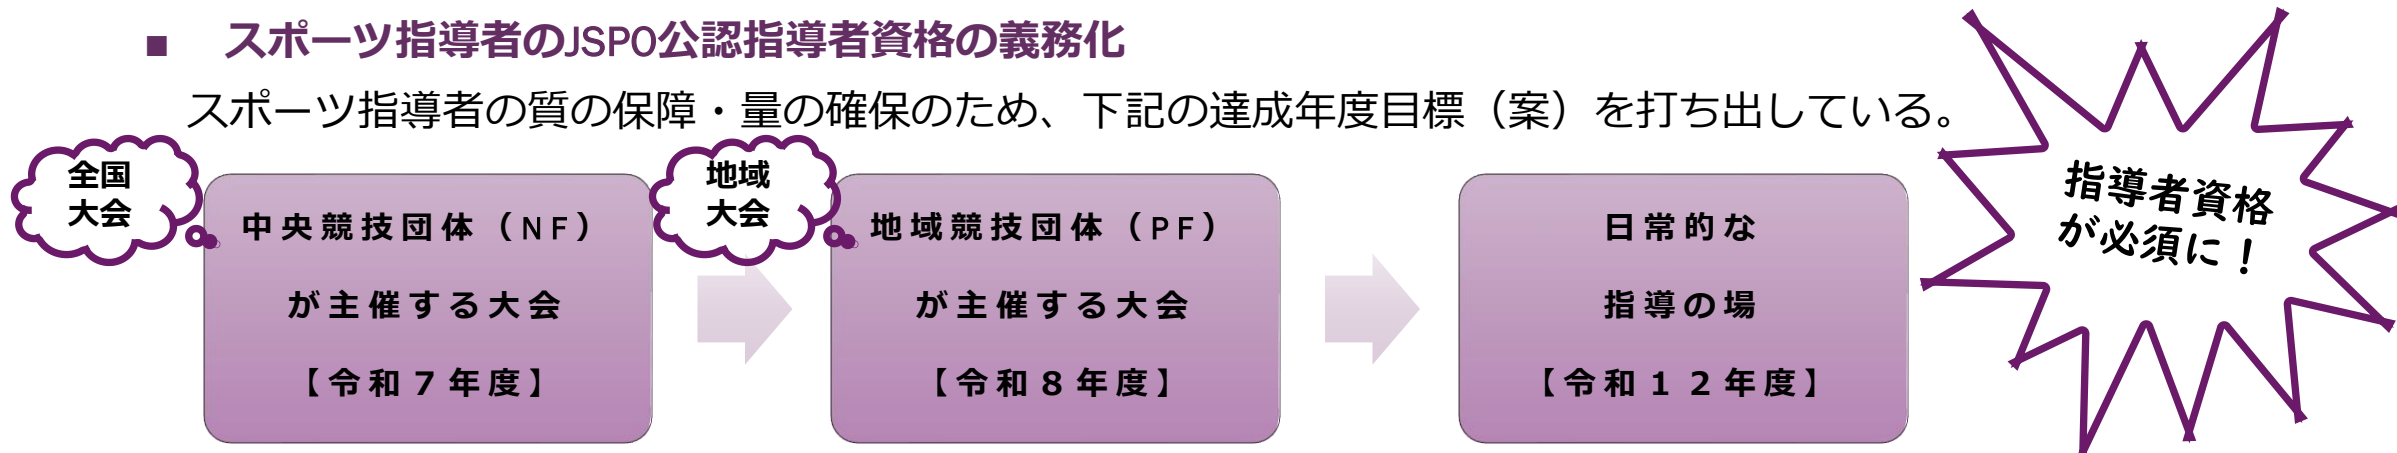 ■ スポーツ指導者のJSPO公認指導者資格の義務化
スポーツ指導者の質の保障・量の確保のため、下記の達成年度目標（案）を打ち出している。
全国
大会
中央競技団体（NF）
が主催する大会
【令和７年度】
地域
大会
地域競技団体（PF）
が主催する大会
【令和８年度】
日常的な
指導の場
【令和１２年度】
指導者資格
が必須に！